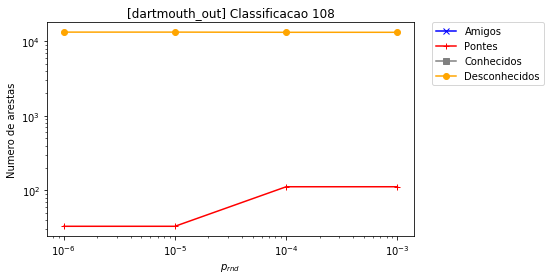 [dartmouth_out] Classificacao 108
Numero de arestas
10⁴
10³
10²
10⁻⁶
10⁻⁵
10⁻⁴
10⁻³
p_rnd
Amigos
Pontes
Conhecidos
Desconhecidos